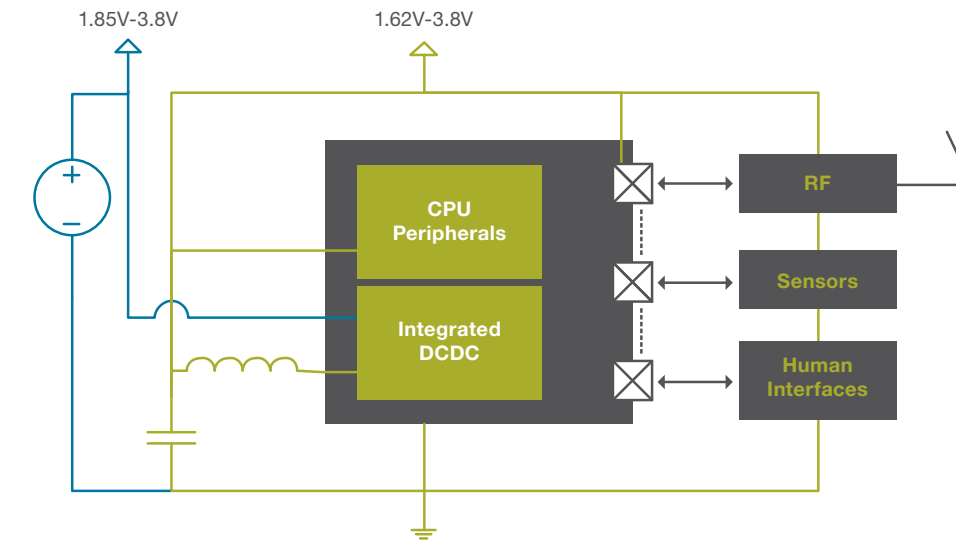 1.85V-3.8V
1.62V-3.8V
CPU
Peripherals
Integrated
DCDC
RF
Sensors
Human
Interfaces